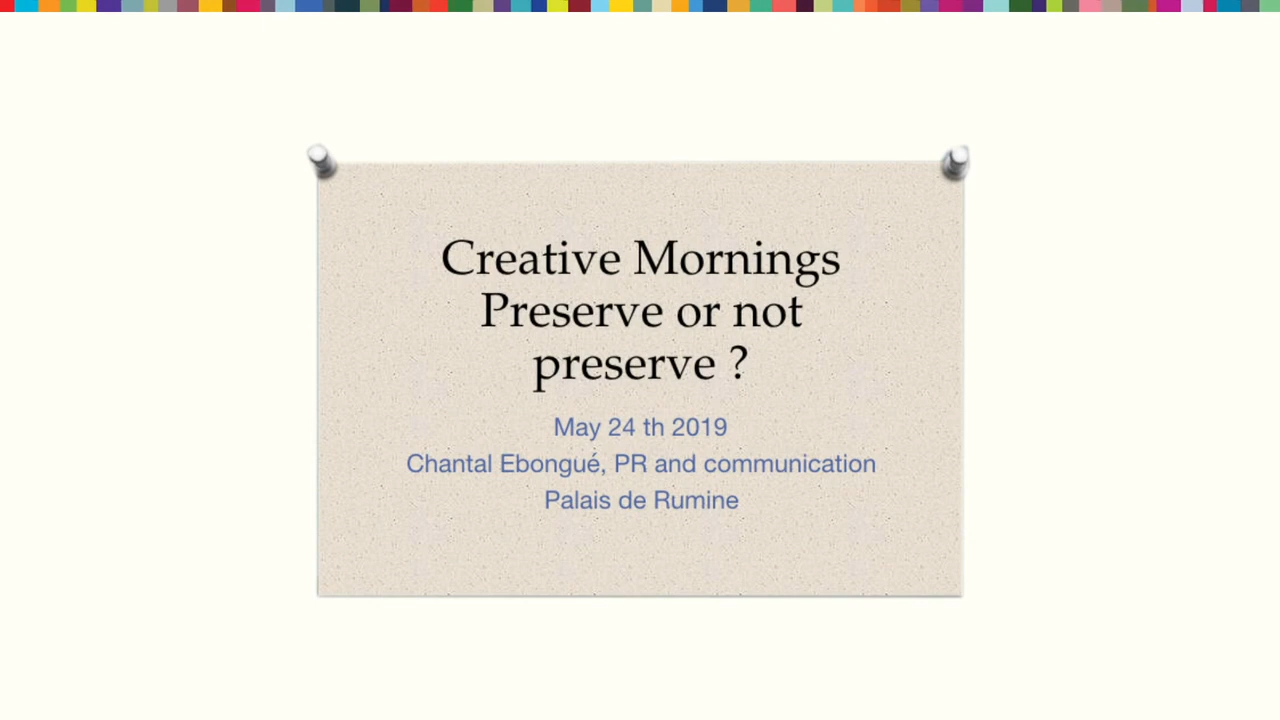 Creative Mornings
Preserve or not
preserve ?
May 24 th 2019
Chantal Ebongué, PR and communication
Palais de Rumine